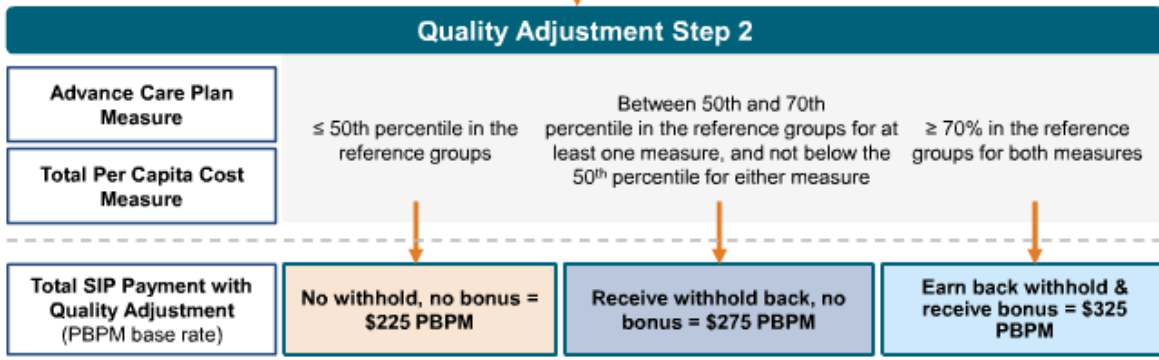 Quality Adjustment Step 2
Advance Care Plan
Measure
Total Per Capita Cost
Measure
≤ 50th percentile in the
reference groups
Between 50th and 70th
percentile in the reference groups for at
least one measure, and not below the
50th percentile for either measure
≥ 70% in the reference
groups for both measures
Total SIP Payment with
Quality Adjustment
(PBPM base rate)
No withhold, no bonus =
$225 PBPM
Receive withhold back, no
bonus = $275 PBPM
Earn back withhold &
receive bonus = $325
PBPM